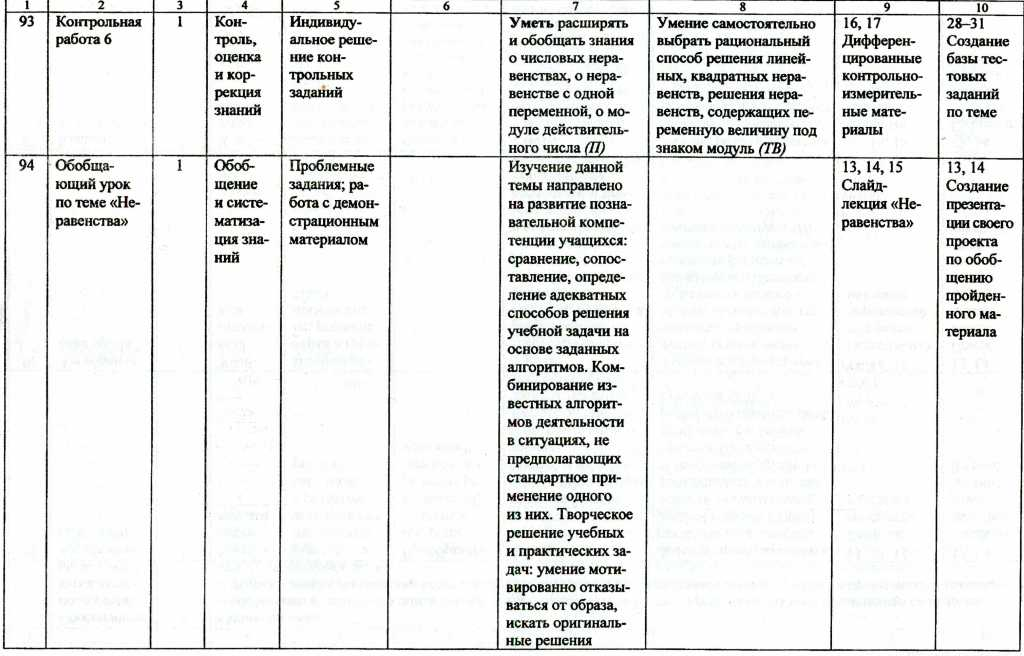 1 2 3 4 5 6 7 8 9 10
93
Контрольная
работа 6
1
Кон-
троль,
оценка
и кор-
рекция
знаний
Индивиду-
альное реше-
ние кон-
трольных
заданий
Уметь расширять
и обобщать знания
о числовых нера-
венствах, о нера-
венстве с одной
переменной, о мо-
дуле действитель-
ного числа (П)
Умение самостоятельно
выбрать рациональный
способ решения линей-
ных, квадратных нера-
венств, решения нера-
венств, содержащих пе-
ременную величину под
знаком модуль (ТВ)
16, 17
Дифферен-
цированные
контрольно-
измеритель-
ные мате-
риалы
28–31
Создание
базы тес-
товых
заданий
по теме
94
Обобща-
ющий урок
по теме «Не-
равенства»
1
Обоб-
щение
и систе-
матиза-
ция зна-
ний
Проблемные
задания; ра-
бота с демон-
страционным
материалом
Изучение данной
темы направлено
на развитие позна-
вательной компе-
тенции учащихся:
сравнение, сопос-
тавление, опреде-
ление адекватных
способов решения
учебной задачи на
основе заданных
алгоритмов. Ком-
бинирование из-
вестных алгорит-
мов деятельности
в ситуациях, не
предполагающих
стандартное при-
менение одного
из них. Творческое
решение учебных
и практических за-
дач: умение моти-
вированно отказы-
ваться от образа,
искать оригиналь-
ные решения
13, 14, 15
Слайд-
лекция «Не-
равенства»
13, 14
Создание
презента-
ции своего
проекта
по обоб-
щению
пройден-
ного ма-
териала